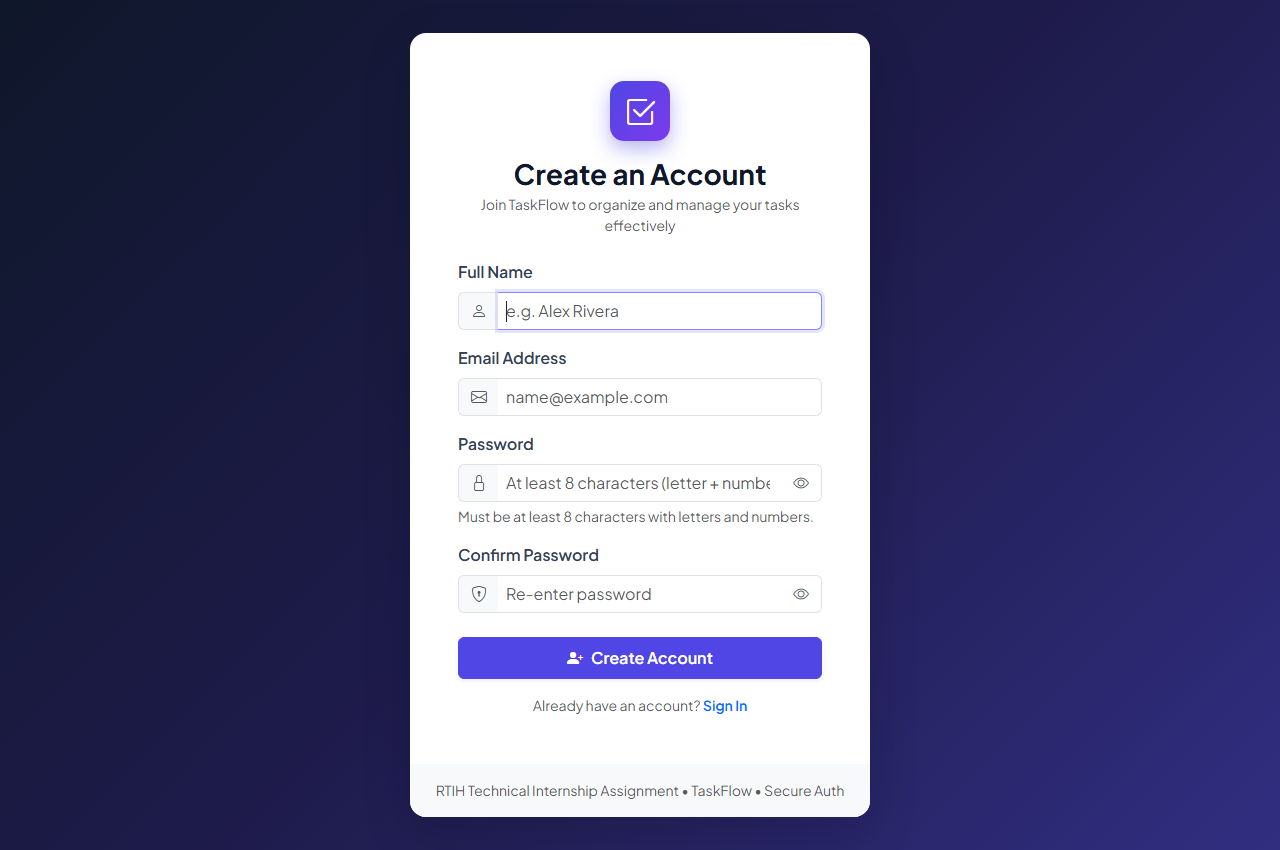 Create an Account
Join TaskFlow to organize and manage your tasks
effectively
Full Name
e.g. Alex Rivera
Email Address
name@example.com
Password
At least 8 characters (letter + numbe
Must be at least 8 characters with letters and numbers.
Confirm Password
Re-enter password
Create Account
Already have an account? Sign In
RTIH Technical Internship Assignment • TaskFlow • Secure Auth